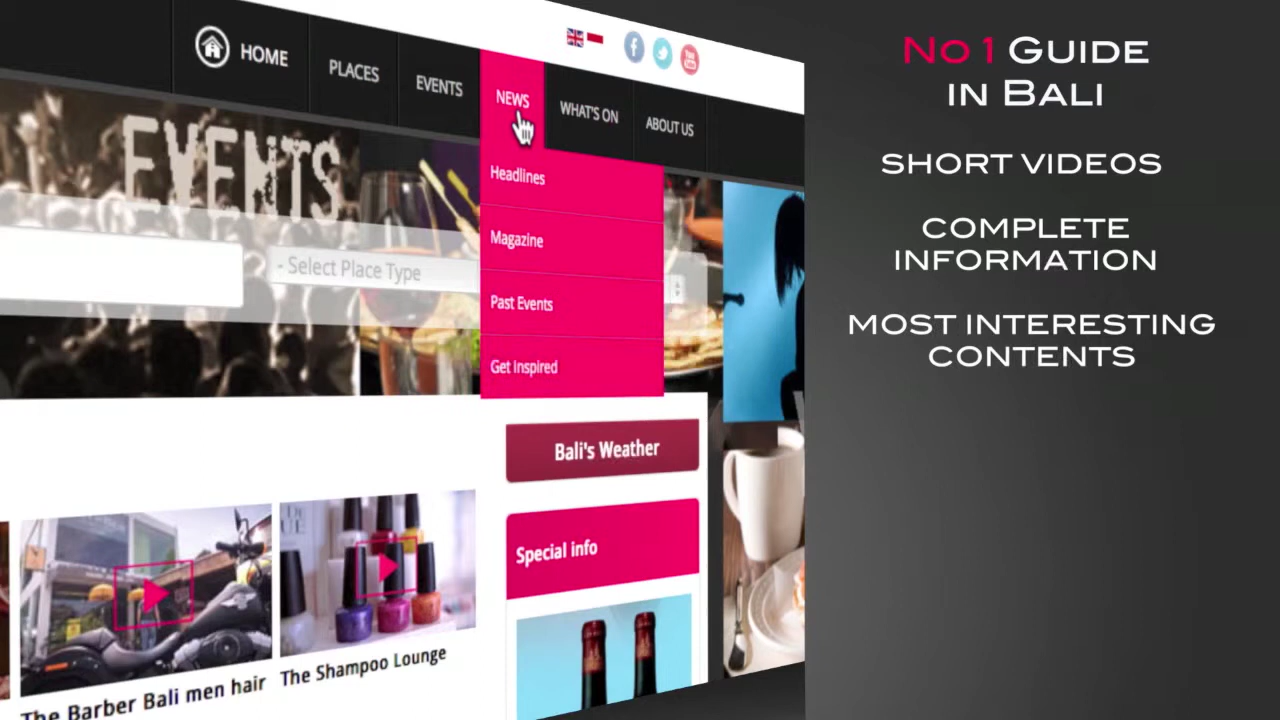 HOME
PLACES
EVENTS
NEWS
WHAT'S ON
ABOUT US
EVENTS
- Select Place Type
Headlines
Magazine
Past Events
Get Inspired
Bali's Weather
Special info
The Barber Bali men hair
The Shampoo Lounge
No 1 Guide
in Bali
SHORT VIDEOS
COMPLETE
INFORMATION
MOST INTERESTING
CONTENTS